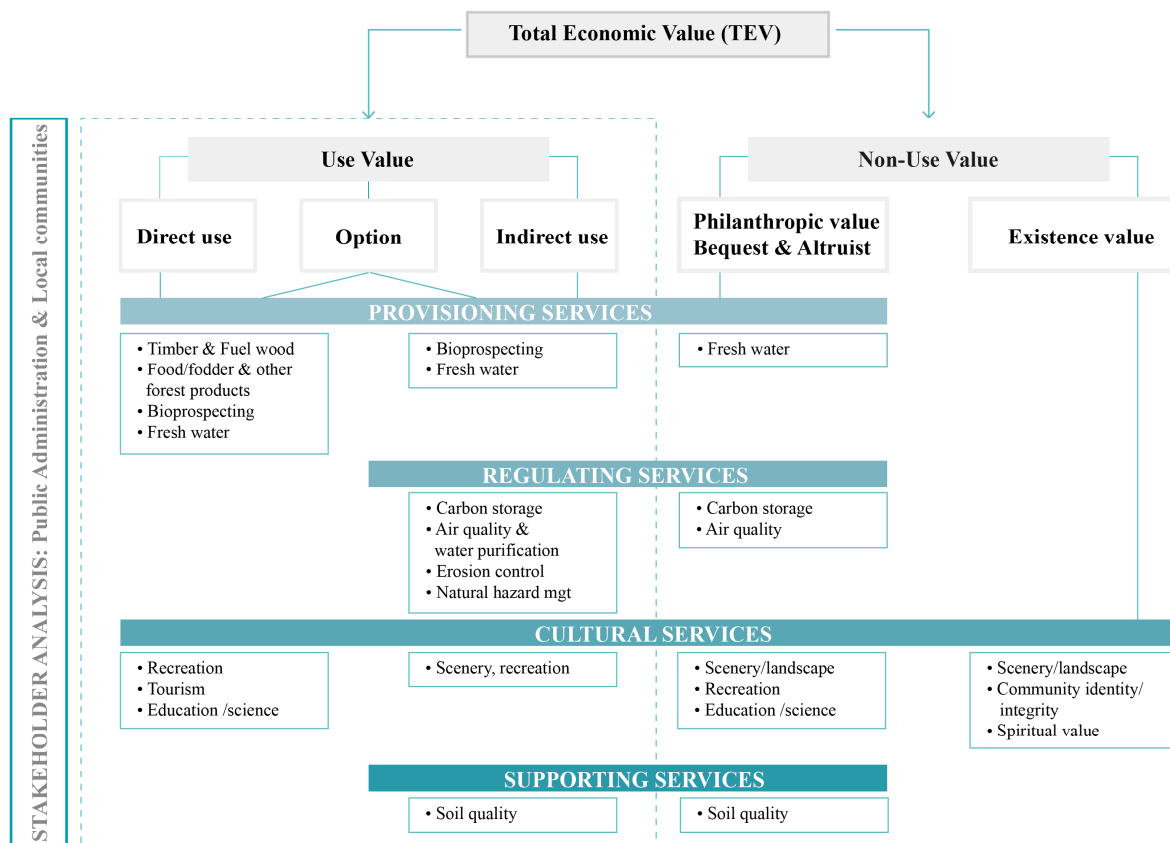 Total Economic Value (TEV)
STAKEHOLDER ANALYSIS: Public Administration & Local communities
Use Value
Non-Use Value
Direct use
Option
Indirect use
Philanthropic value
Bequest & Altruist
Existence value
PROVISIONING SERVICES
• Timber & Fuel wood
• Food/fodder & other
forest products
• Bioprospecting
• Fresh water
• Bioprospecting
• Fresh water
• Fresh water
REGULATING SERVICES
• Carbon storage
• Air quality &
water purification
• Erosion control
• Natural hazard mgt
• Carbon storage
• Air quality
CULTURAL SERVICES
• Recreation
• Tourism
• Education /science
• Scenery, recreation
• Scenery/landscape
• Recreation
• Education /science
• Scenery/landscape
• Community identity/
integrity
• Spiritual value
SUPPORTING SERVICES
• Soil quality
• Soil quality